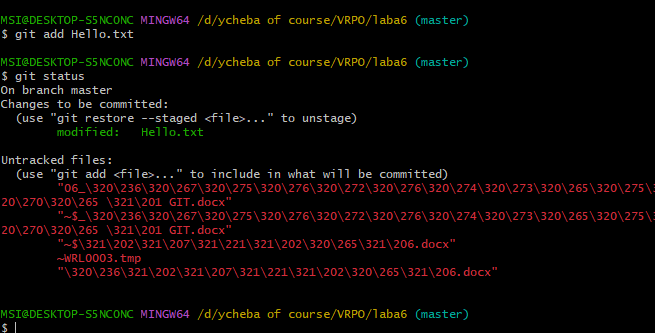 MSI@DESKTOP-S5NCONC MINGW64 /d/ycheba of course/VRPO/laba6 (master)
$ git add Hello.txt
MSI@DESKTOP-S5NCONC MINGW64 /d/ycheba of course/VRPO/laba6 (master)
$ git status
On branch master
Changes to be committed:
  (use "git restore --staged <file>..." to unstage)
        modified:   Hello.txt
Untracked files:
  (use "git add <file>..." to include in what will be committed)
        "06_\320\236\320\267\320\275\320\276\320\272\320\276\320\274\320\273\320\265\320\275\3
20\270\320\265 \321\201 GIT.docx"
        "~$_\320\236\320\267\320\275\320\276\320\272\320\276\320\274\320\273\320\265\320\275\3
20\270\320\265 \321\201 GIT.docx"
        "~$\321\202\321\207\321\221\321\202\320\265\321\206.docx"
        ~WRL0003.tmp
        "\320\236\321\202\321\207\321\221\321\202\320\265\321\206.docx"
MSI@DESKTOP-S5NCONC MINGW64 /d/ycheba of course/VRPO/laba6 (master)
$